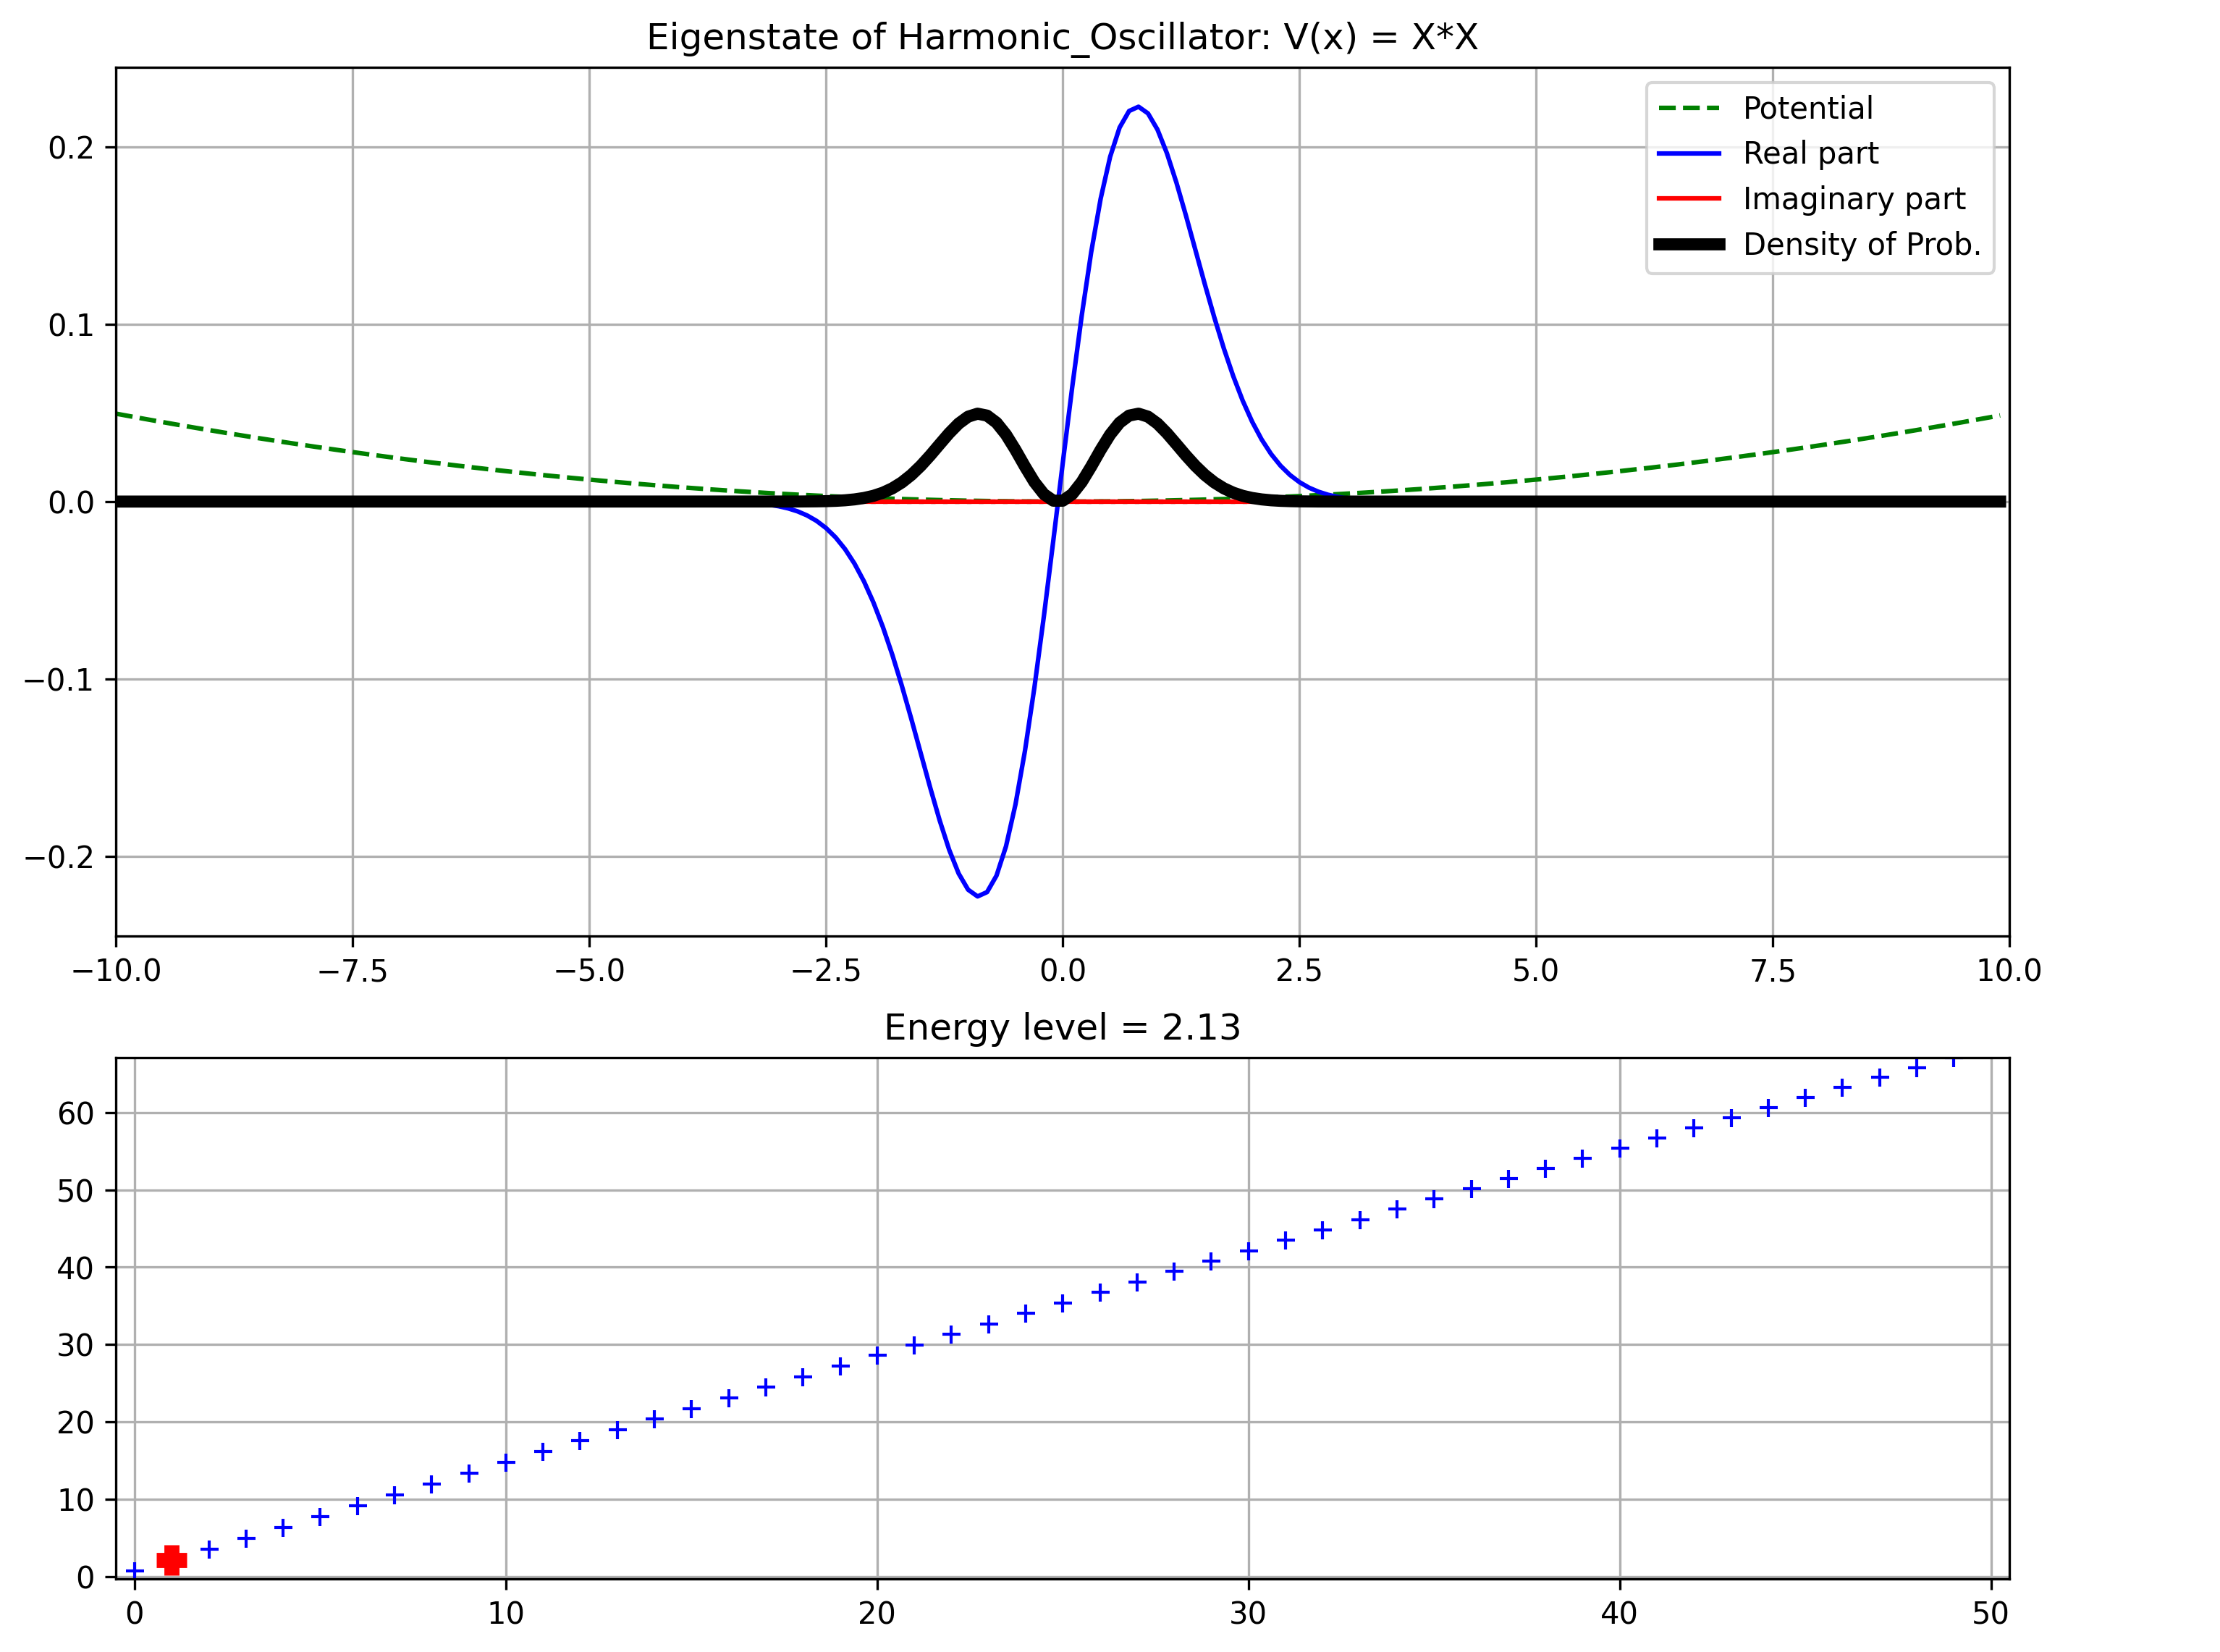 Eigenstate of Harmonic_Oscillator: V(x) = X*X
Potential
Real part
Imaginary part
Density of Prob.
0.2
0.1
0.0
−0.1
−0.2
−10.0 −7.5 −5.0 −2.5 0.0 2.5 5.0 7.5 10.0
Energy level = 2.13
60
50
40
30
20
10
0
0 10 20 30 40 50